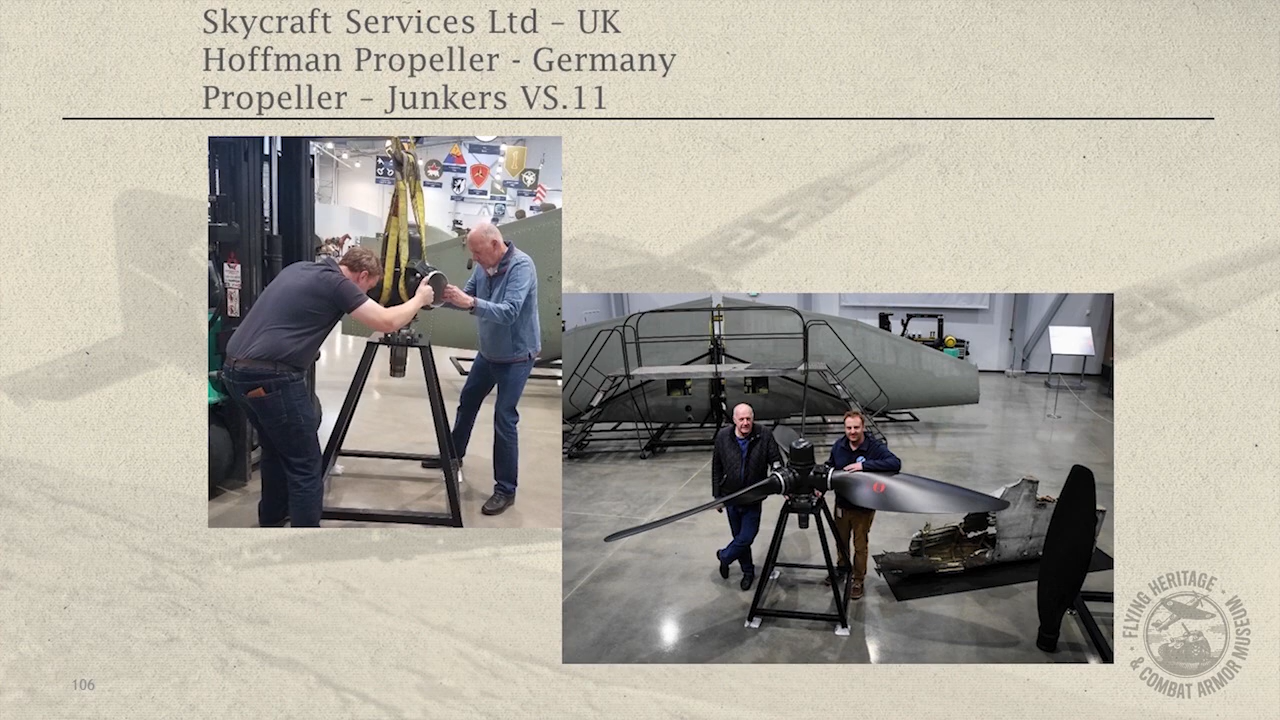 Skycraft Services Ltd – UK
Hoffman Propeller - Germany
Propeller – Junkers VS.11
106
· FLYING HERITAGE ·
& COMBAT ARMOR MUSEUM